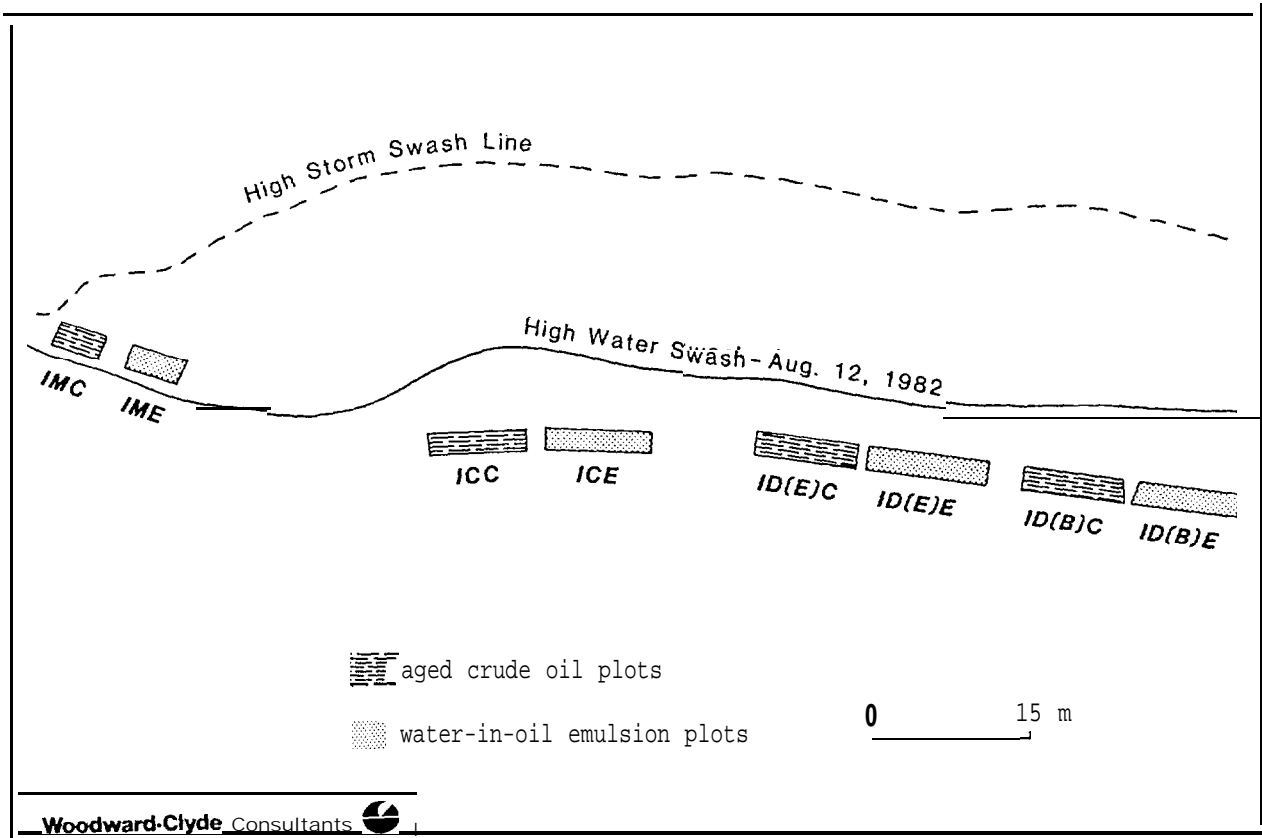 High Storm Swash Line
High Water Swash - Aug. 12, 1982
IMC
IME
ICC
ICE
ID(E)C
ID(E)E
ID(B)C
ID(B)E
aged crude oil plots
water-in-oil emulsion plots
0 15 m
Woodward-Clyde Consultants